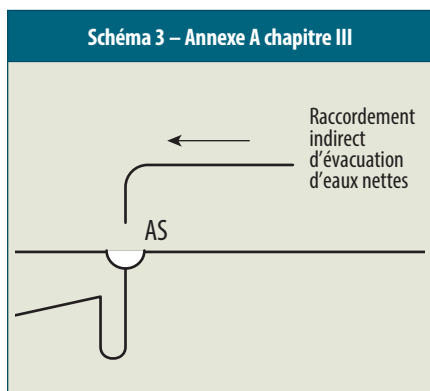 Schéma 3 – Annexe A chapitre III
Raccordement
indirect
d'évacuation
d'eaux nettes
AS